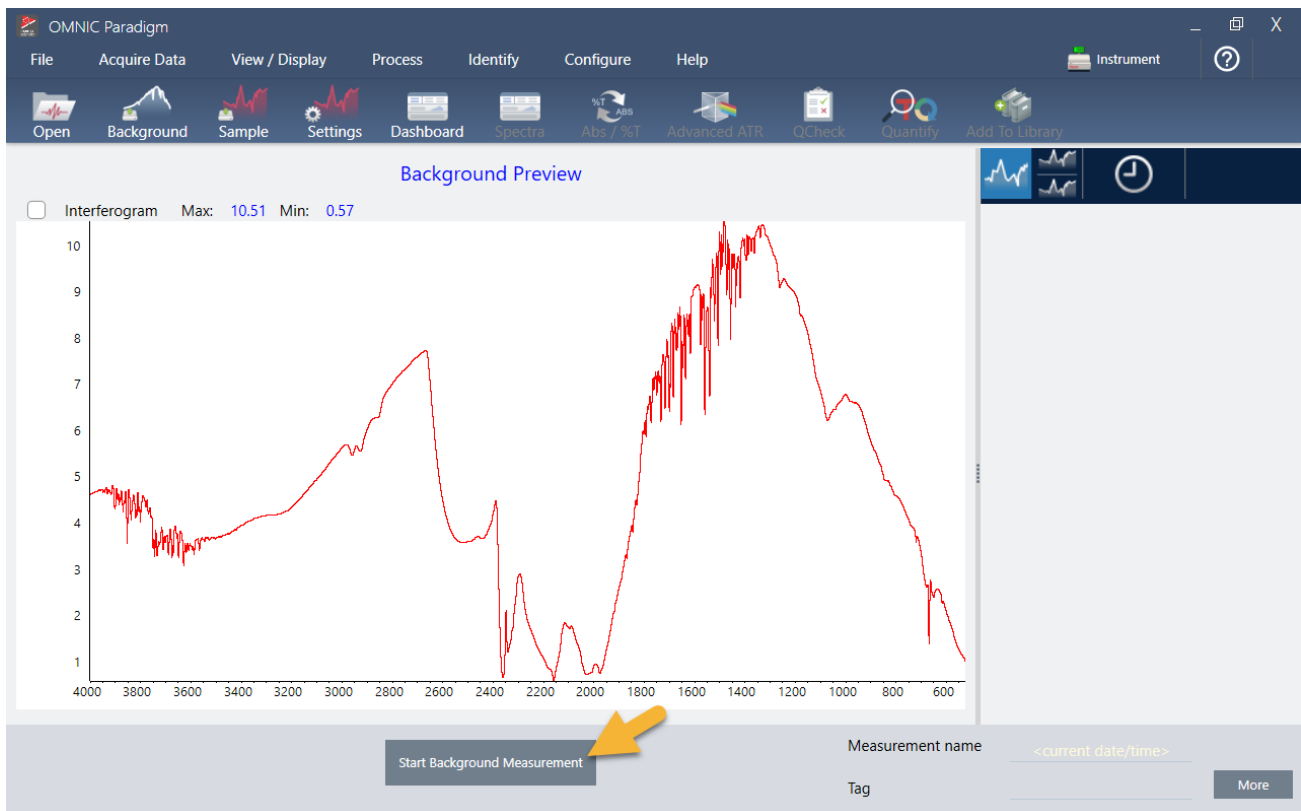 OMNIC Paradigm
File Acquire Data View / Display Process Identify Configure Help Instrument
Open Background Sample Settings Dashboard Spectra %T ABS Abs / %T Advanced ATR QCheck Quantify Add To Library
Background Preview
Interferogram Max: 10.51 Min: 0.57
10
9
8
7
6
5
4
3
2
1
4000 3800 3600 3400 3200 3000 2800 2600 2400 2200 2000 1800 1600 1400 1200 1000 800 600
Start Background Measurement
Measurement name <current date/time>
Tag
More